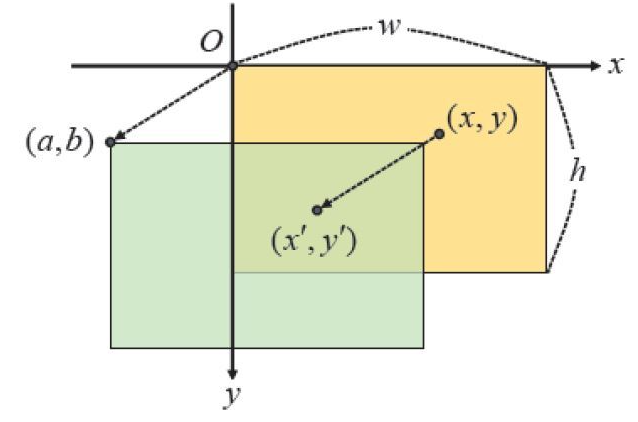 O
w
x
(a,b)
(x, y)
h
(x′, y′)
y